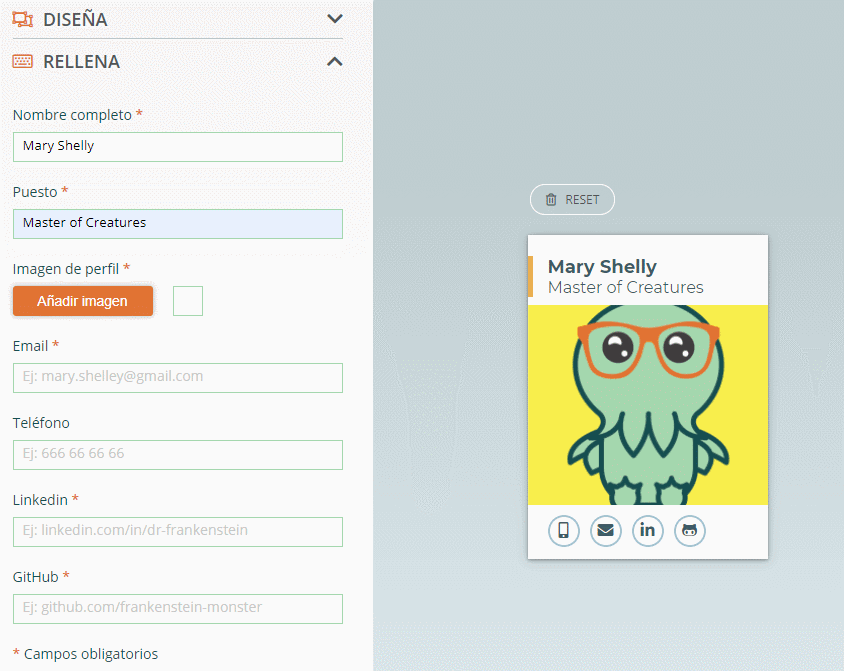 DISEÑA
RELLENA
Nombre completo *
Mary Shelly
Puesto *
Master of Creatures
Imagen de perfil *
Añadir imagen
Email *
Ej: mary.shelley@gmail.com
Teléfono
Ej: 666 66 66 66
Linkedin *
Ej: linkedin.com/in/dr-frankenstein
GitHub *
Ej: github.com/frankenstein-monster
* Campos obligatorios
RESET
Mary Shelly
Master of Creatures
in